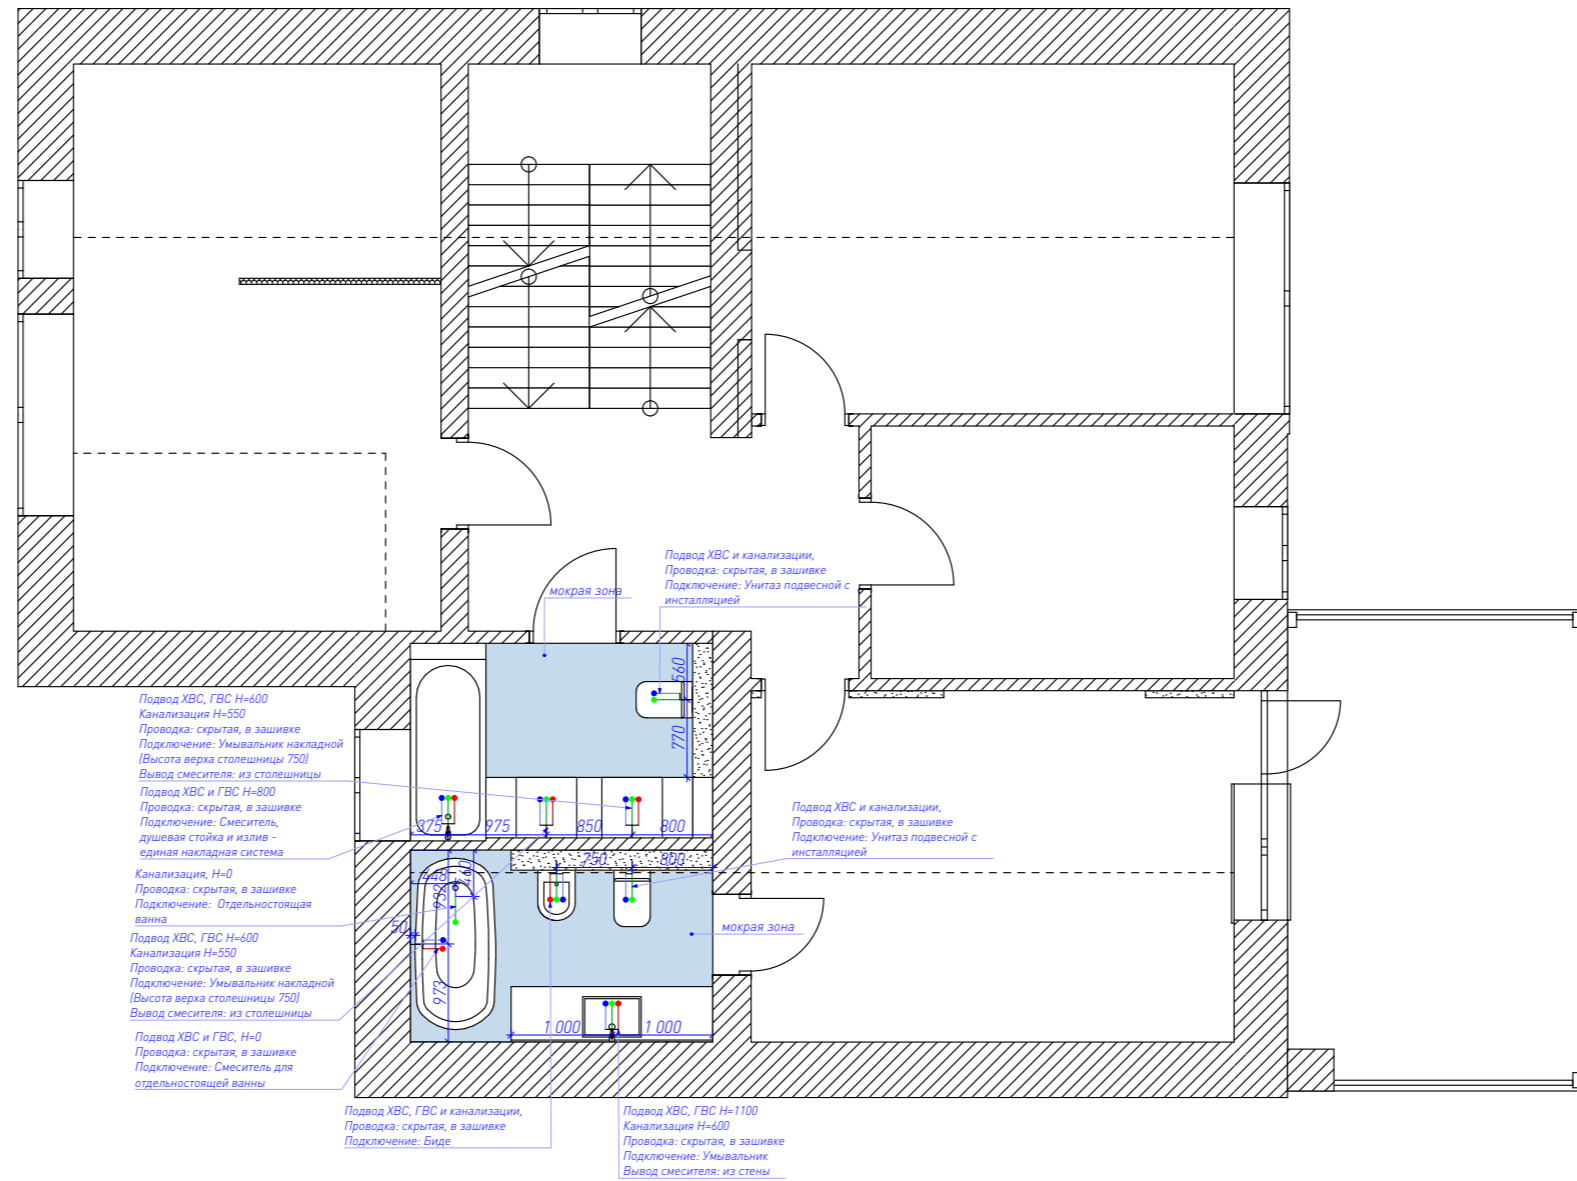 Подвод ХВС и канализации,
Проводка: скрытая, в зашивке
Подключение: Унитаз подвесной с
инсталляцией
мокрая зона
560
770
Подвод ХВС, ГВС Н=600
Канализация Н=550
Проводка: скрытая, в зашивке
Подключение: Умывальник накладной
(Высота верха столешницы 750)
Вывод смесителя: из столешницы
Подвод ХВС и ГВС Н=800
Проводка: скрытая, в зашивке
Подключение: Смеситель,
душевая стойка и излив -
единая накладная система
375
975
850
800
Подвод ХВС и канализации,
Проводка: скрытая, в зашивке
Подключение: Унитаз подвесной с
инсталляцией
Канализация, Н=0
Проводка: скрытая, в зашивке
Подключение: Отдельностоящая
ванна
750
800
460
932
50
973
мокрая зона
Подвод ХВС, ГВС Н=600
Канализация Н=550
Проводка: скрытая, в зашивке
Подключение: Умывальник накладной
(Высота верха столешницы 750)
Вывод смесителя: из столешницы
1 000
1 000
Подвод ХВС и ГВС, Н=0
Проводка: скрытая, в зашивке
Подключение: Смеситель для
отдельностоящей ванны
Подвод ХВС, ГВС и канализации,
Проводка: скрытая, в зашивке
Подключение: Биде
Подвод ХВС, ГВС Н=1100
Канализация Н=600
Проводка: скрытая, в зашивке
Подключение: Умывальник
Вывод смесителя: из стены